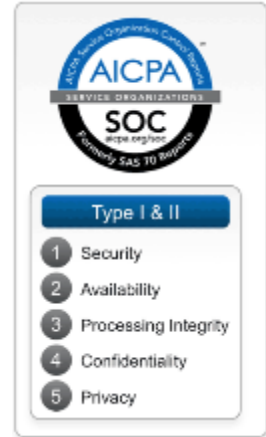 AICPA Service Organization Control Reports
AICPA
SERVICE ORGANIZATIONS
SOC
aicpa.org/soc
Formerly SAS 70 Reports
Type I & II
1 Security
2 Availability
3 Processing Integrity
4 Confidentiality
5 Privacy